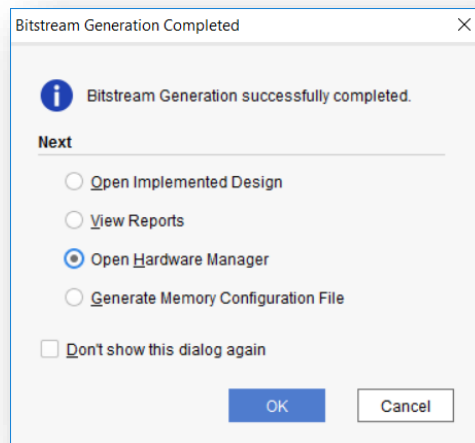 Bitstream Generation Completed
Bitstream Generation successfully completed.
Next
Open Implemented Design
View Reports
Open Hardware Manager
Generate Memory Configuration File
Don't show this dialog again
OK
Cancel